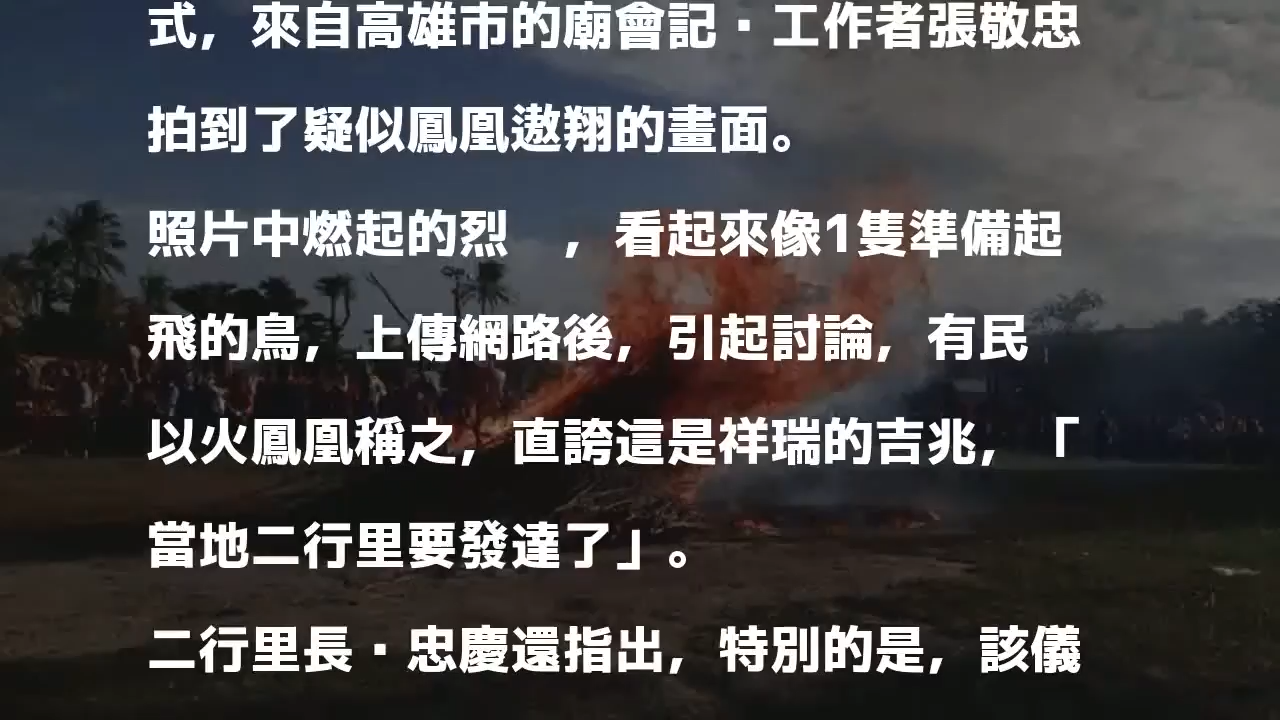 式，來自高雄市的廟會記·工作者張敬忠
拍到了疑似鳳凰遨翔的畫面。
照片中燃起的烈　，看起來像1隻準備起
飛的鳥，上傳網路後，引起討論，有民
以火鳳凰稱之，直誇這是祥瑞的吉兆，「
當地二行里要發達了」。
二行里長·忠慶還指出，特別的是，該儀